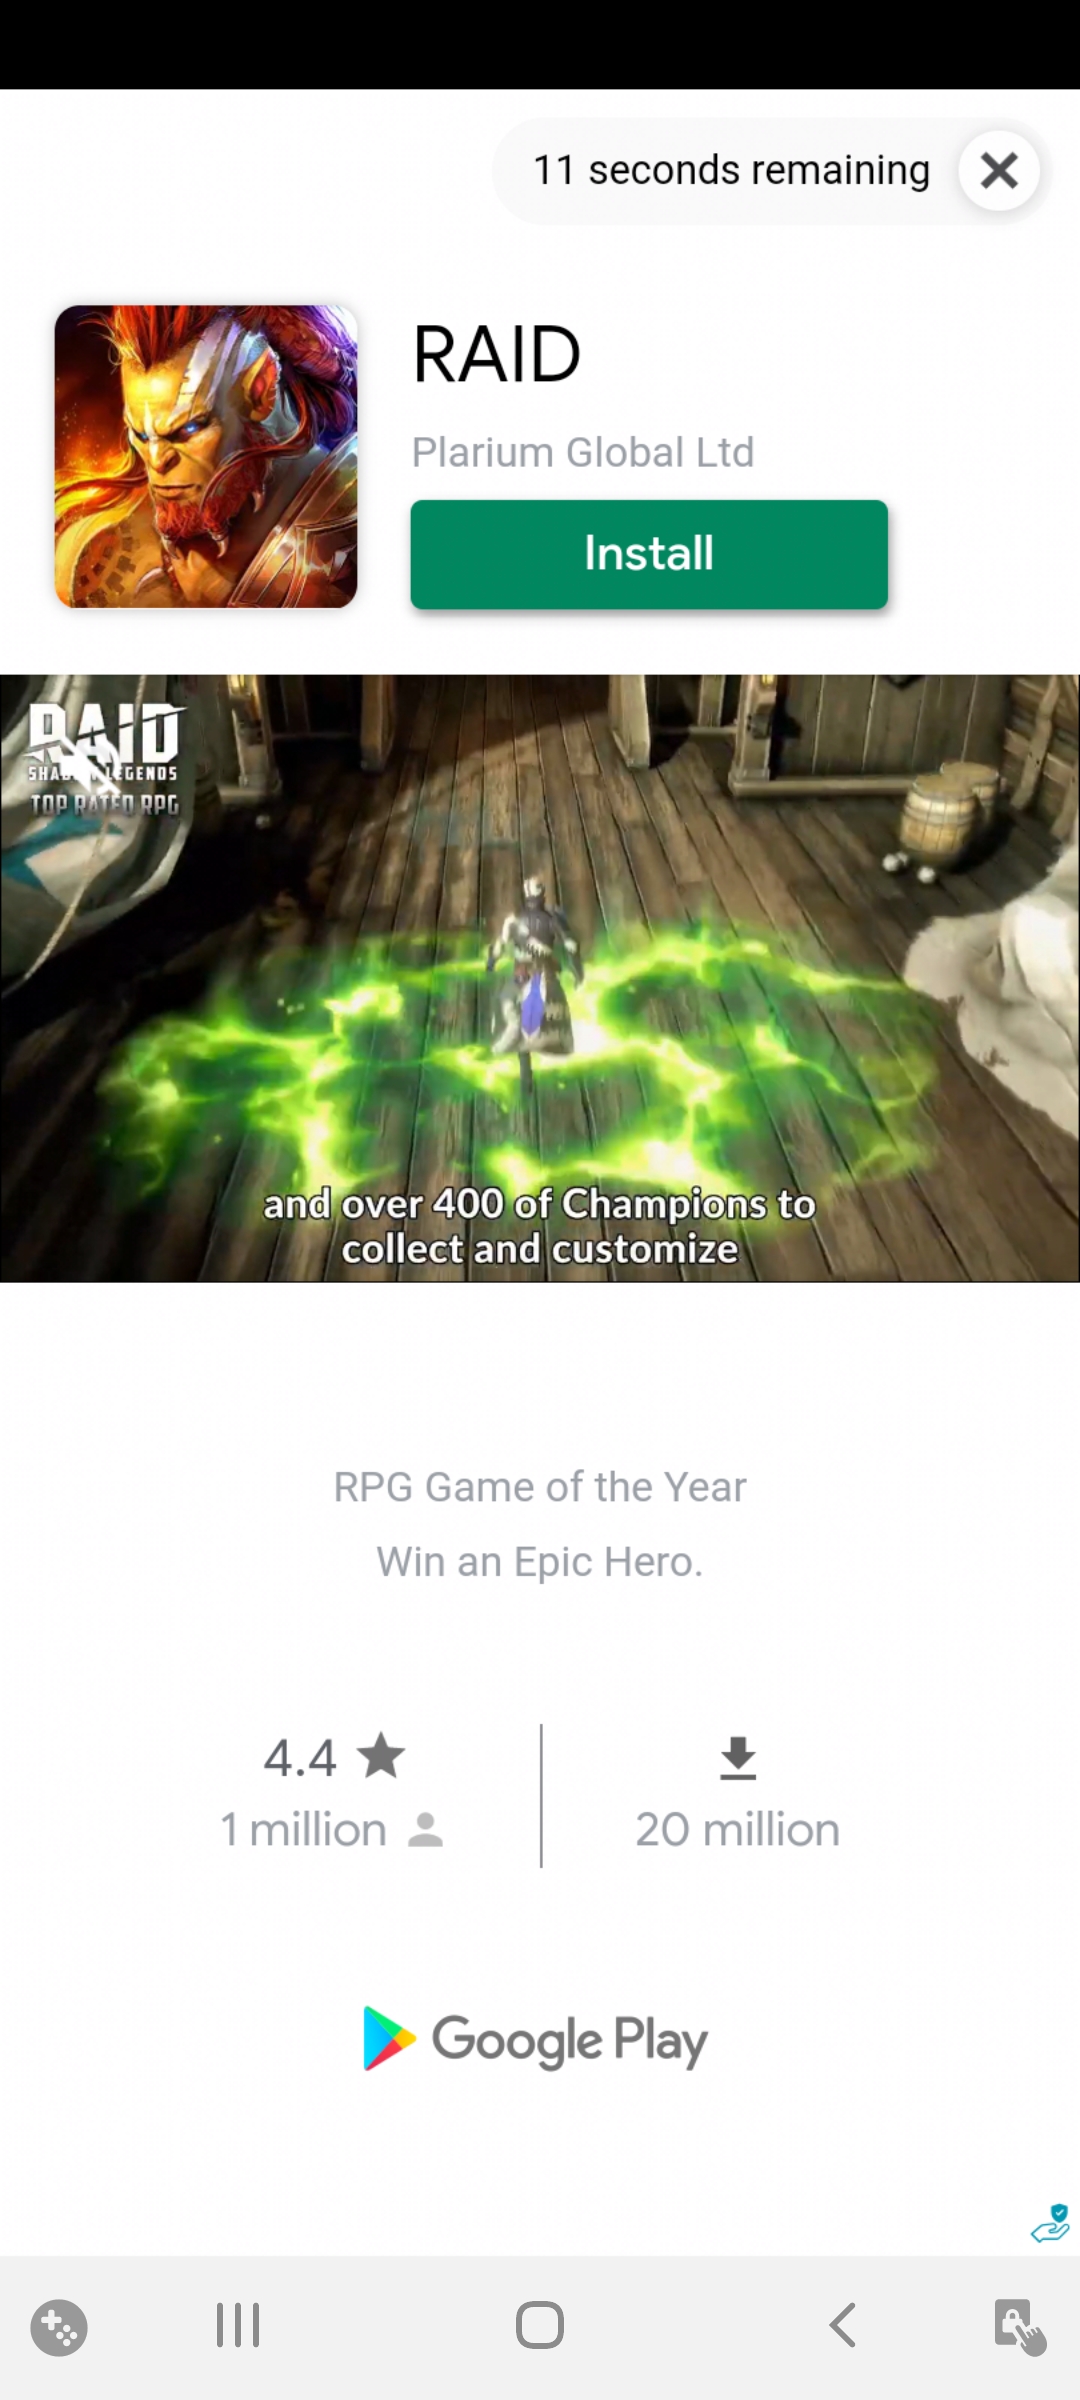 11 seconds remaining
RAID
Plarium Global Ltd
Install
RAID
SHADOW LEGENDS
TOP RATED RPG
and over 400 of Champions to
collect and customize
RPG Game of the Year
Win an Epic Hero.
4.4
1 million
20 million
Google Play